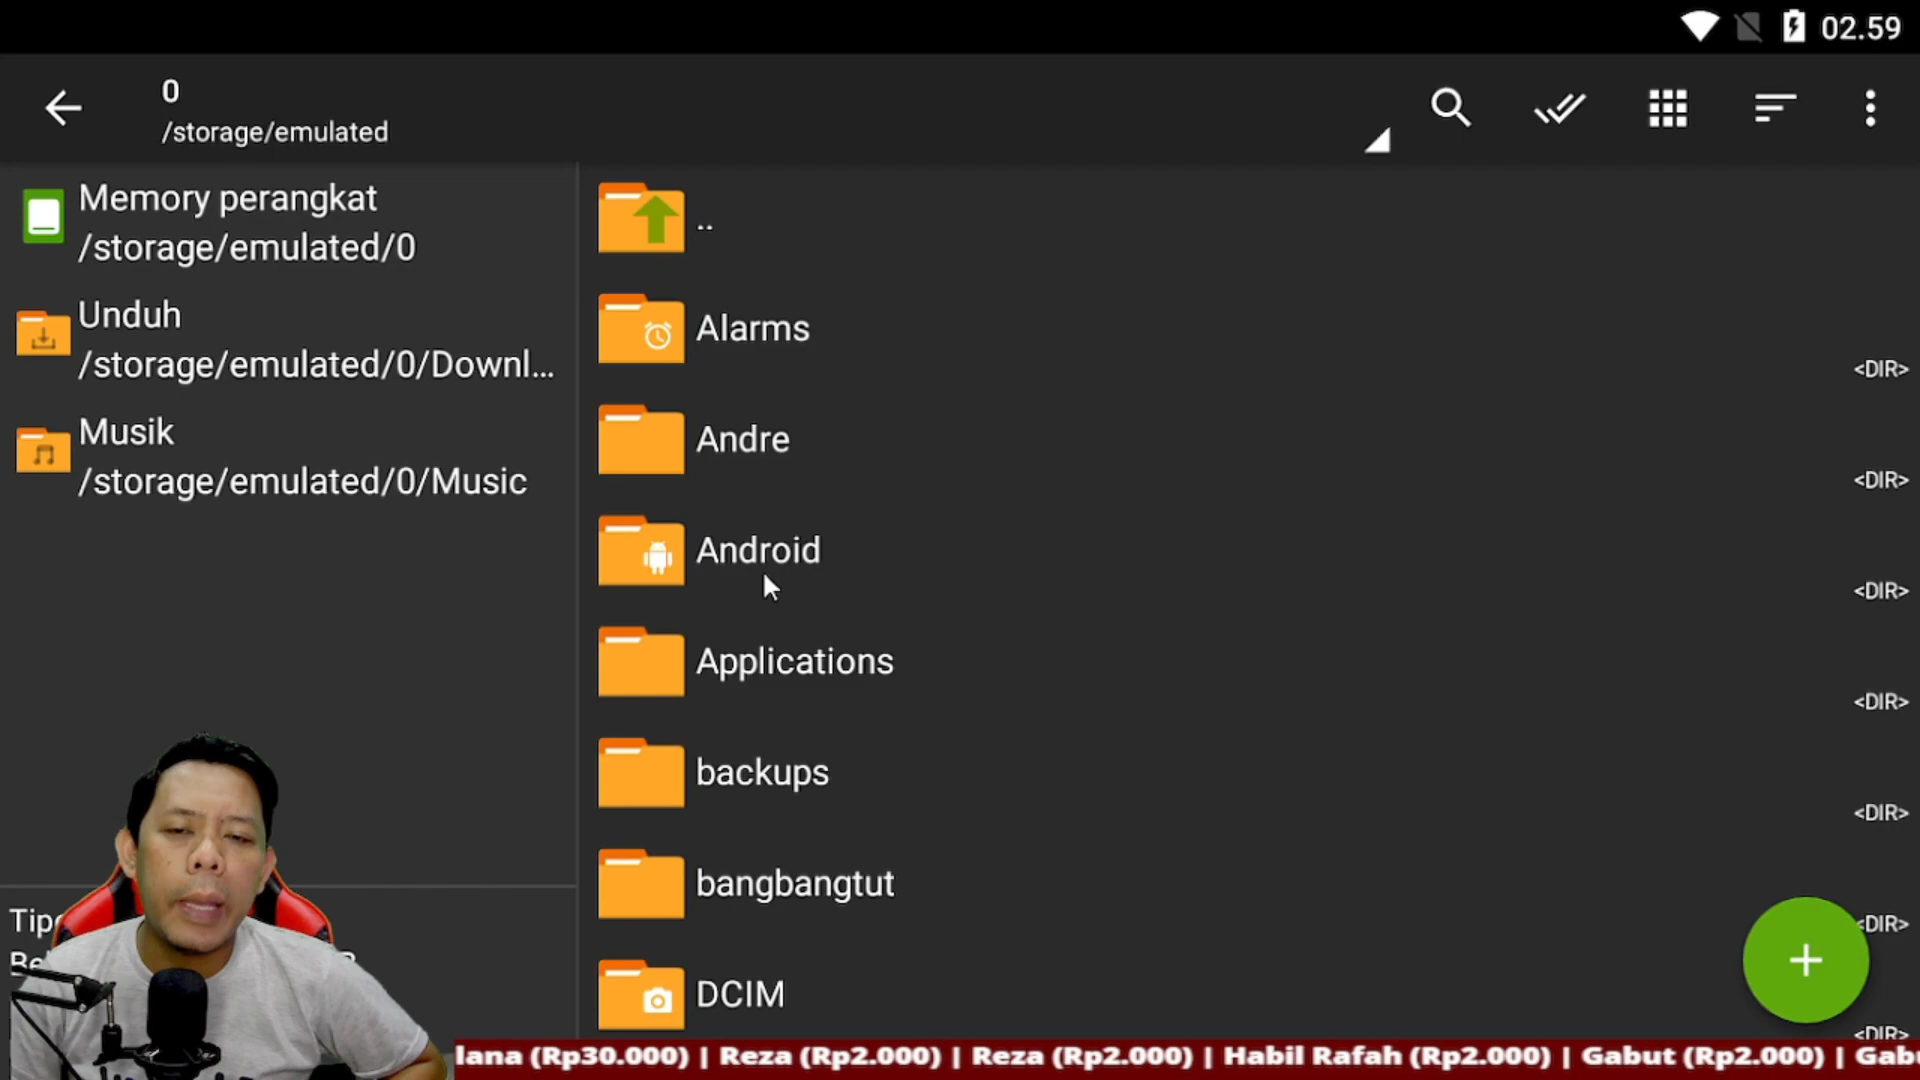 02.59
0
/storage/emulated
Memory perangkat
/storage/emulated/0
Unduh
/storage/emulated/0/Downl...
Musik
/storage/emulated/0/Music
..
Alarms
<DIR>
Andre
<DIR>
Android
<DIR>
Applications
<DIR>
backups
<DIR>
bangbangtut
<DIR>
DCIM
<DIR>
lana (Rp30.000) | Reza (Rp2.000) | Reza (Rp2.000) | Habil Rafah (Rp2.000) | Gabut (Rp2.000) | Gabu